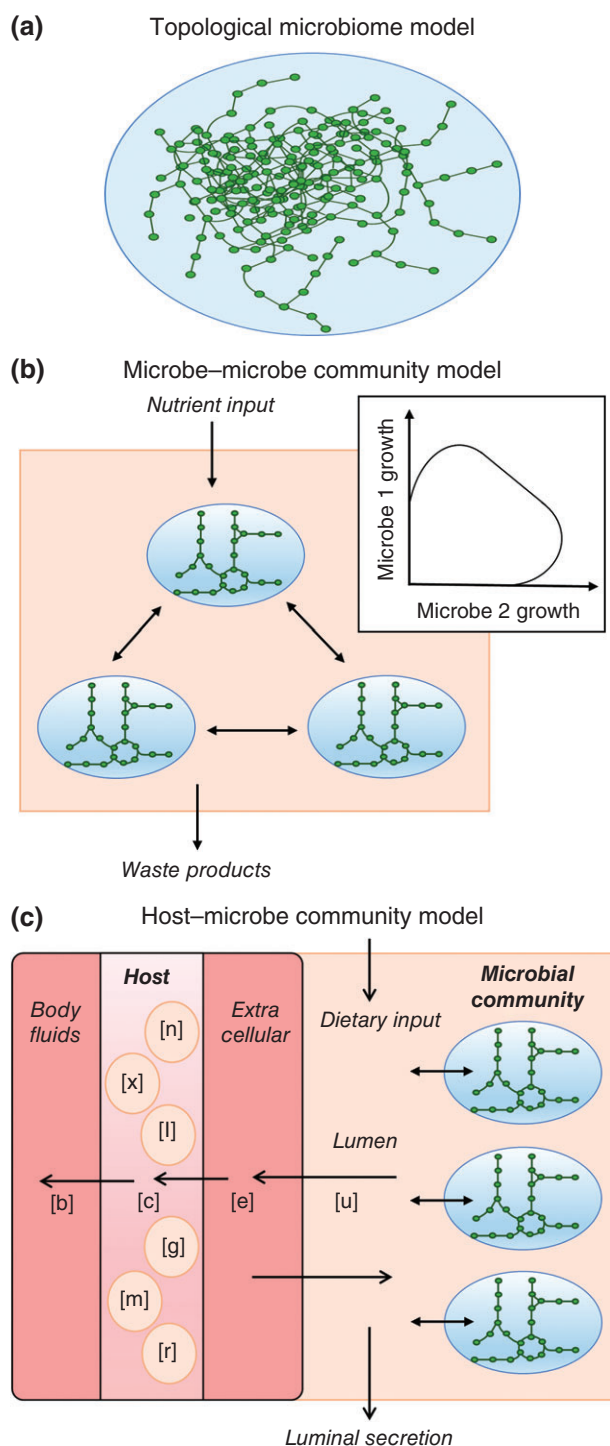 (a)
Topological microbiome model
(b)
Microbe–microbe community model
Nutrient input
Microbe 1 growth
Microbe 2 growth
Waste products
(c)
Host–microbe community model
Body
fluids
Host
Extra
cellular
Dietary input
Microbial
community
[n]
[x]
[l]
Lumen
[b]
[c]
[e]
[u]
[g]
[m]
[r]
Luminal secretion